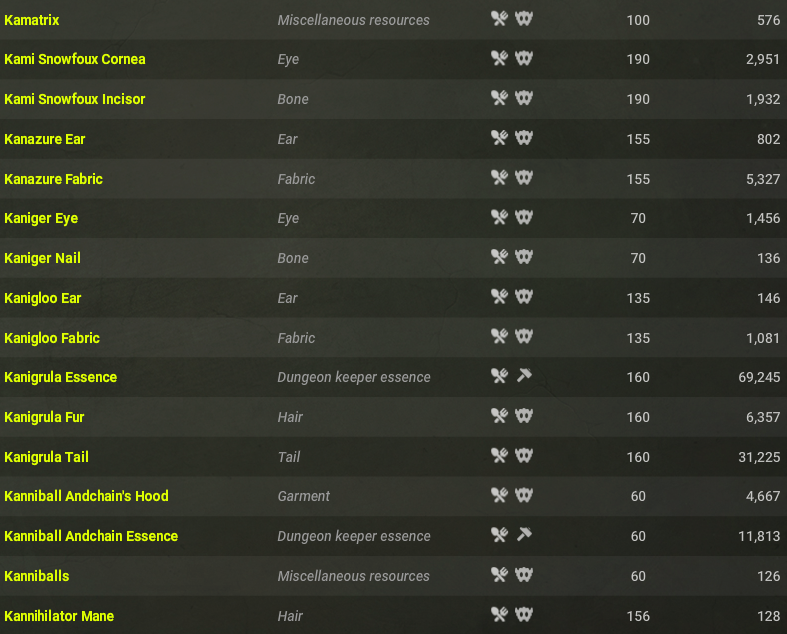 Kamatrix Miscellaneous resources 100 576
Kami Snowfoux Cornea Eye 190 2,951
Kami Snowfoux Incisor Bone 190 1,932
Kanazure Ear Ear 155 802
Kanazure Fabric Fabric 155 5,327
Kaniger Eye Eye 70 1,456
Kaniger Nail Bone 70 136
Kanigloo Ear Ear 135 146
Kanigloo Fabric Fabric 135 1,081
Kanigrula Essence Dungeon keeper essence 160 69,245
Kanigrula Fur Hair 160 6,357
Kanigrula Tail Tail 160 31,225
Kanniball Andchain's Hood Garment 60 4,667
Kanniball Andchain Essence Dungeon keeper essence 60 11,813
Kanniballs Miscellaneous resources 60 126
Kannihilator Mane Hair 156 128